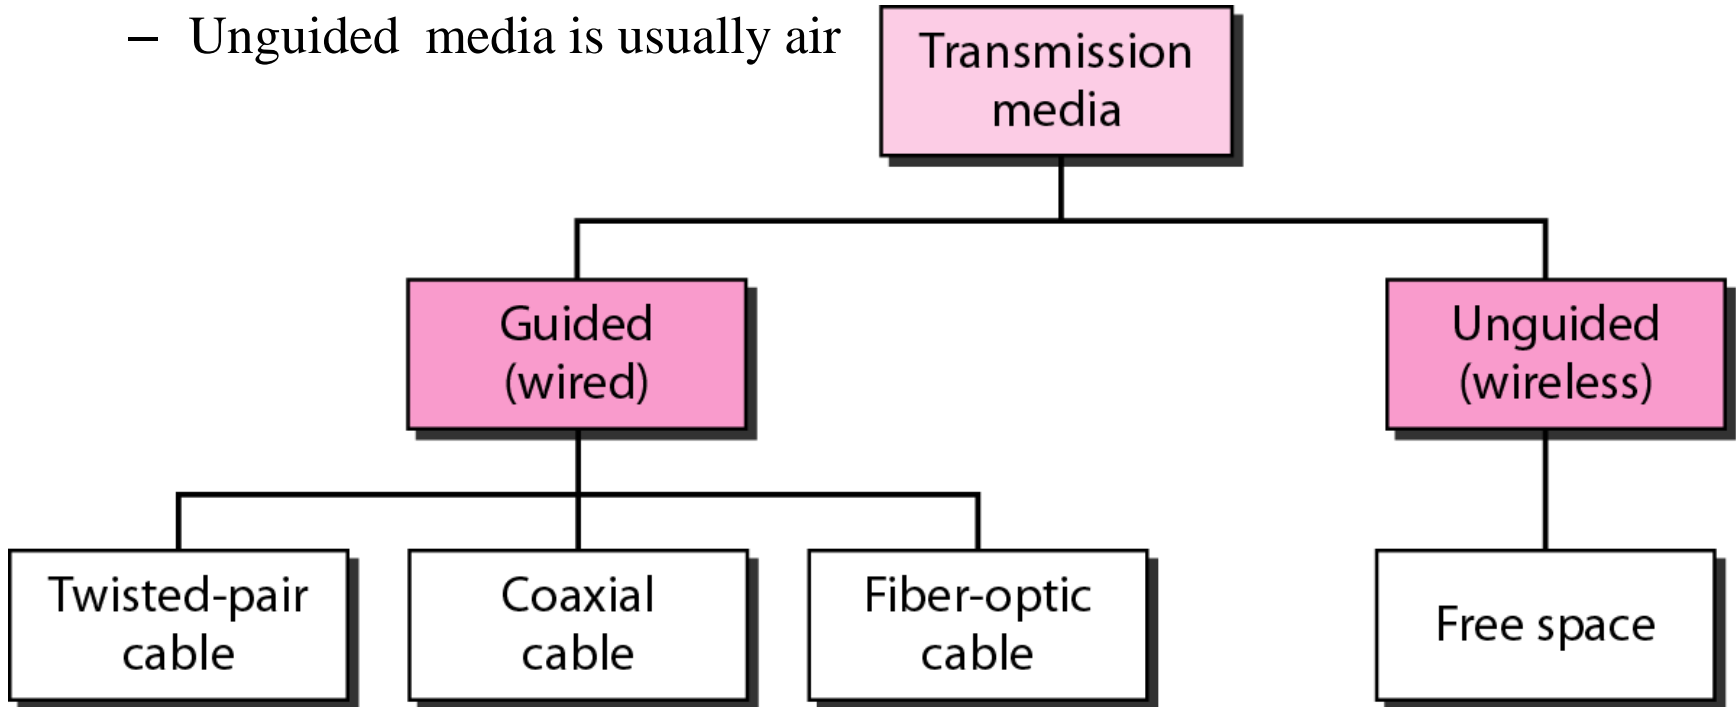 – Unguided  media is usually air
Transmission
media
Guided
(wired)
Unguided
(wireless)
Twisted-pair
cable
Coaxial
cable
Fiber-optic
cable
Free space